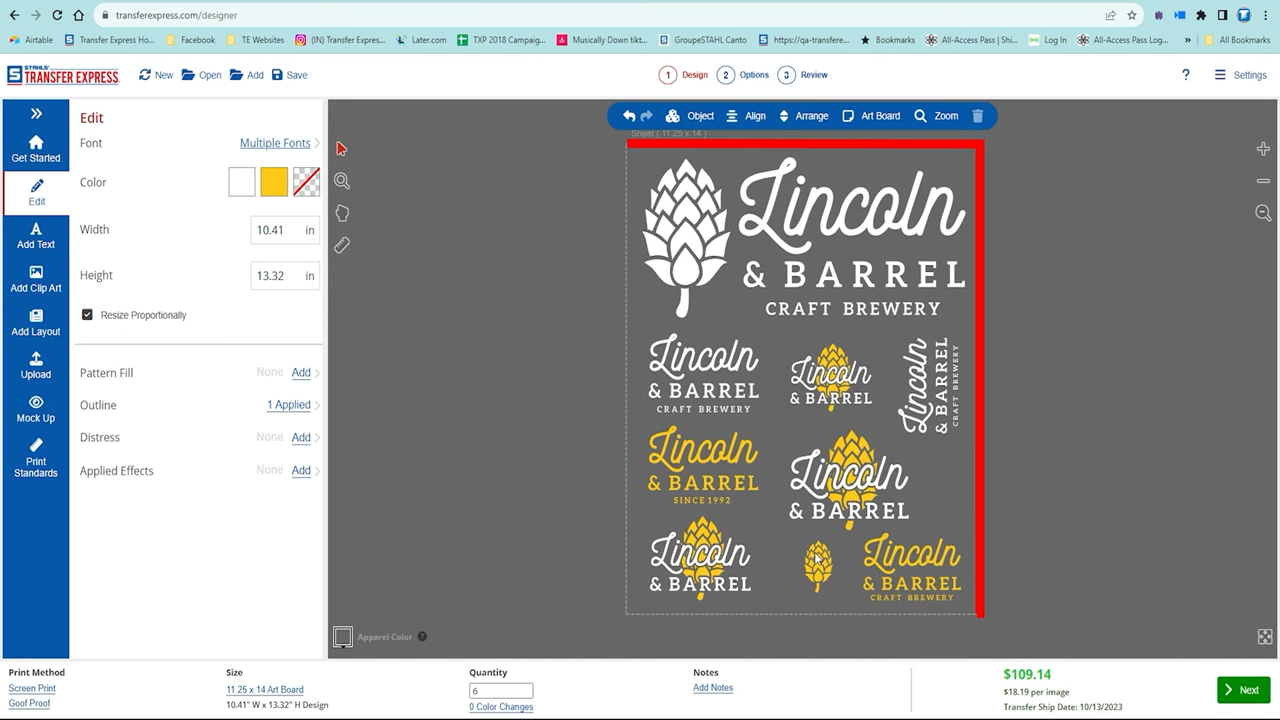 transferexpress.com/designer
Airtable
Transfer Express Ho...
Facebook
TE Websites
(IN) Transfer Expres...
Later.com
TXP 2018 Campaig...
Musically Down tikt...
GroupeSTAHL Canto
https://qa-transfere...
Bookmarks
All-Access Pass | Shi...
Log In
All-Access Pass Log...
»
All Bookmarks
STAHLS'
TRANSFER EXPRESS
New
Open
Add
Save
1 Design
2 Options
3 Review
?
Settings
Get Started
Edit
Add Text
Add Clip Art
Add Layout
Upload
Mock Up
Print
Standards
Edit
Font
Multiple Fonts
Color
Width
10.41 in
Height
13.32 in
Resize Proportionally
Pattern Fill
None Add
Outline
1 Applied
Distress
None Add
Applied Effects
None Add
Object
Align
Arrange
Art Board
Zoom
Sheet ( 11.25 x 14 )
Lincoln
& BARREL
CRAFT BREWERY
Lincoln
& BARREL
CRAFT BREWERY
Lincoln
& BARREL
Lincoln
& BARREL
CRAFT BREWERY
Lincoln
& BARREL
SINCE 1992
Lincoln
& BARREL
Lincoln
& BARREL
Lincoln
& BARREL
CRAFT BREWERY
Apparel Color ?
Print Method
Screen Print
Goof Proof
Size
11.25 x 14 Art Board
10.41" W x 13.32" H Design
Quantity
6
0 Color Changes
Notes
Add Notes
$109.14
$18.19 per image
Transfer Ship Date: 10/13/2023
Next